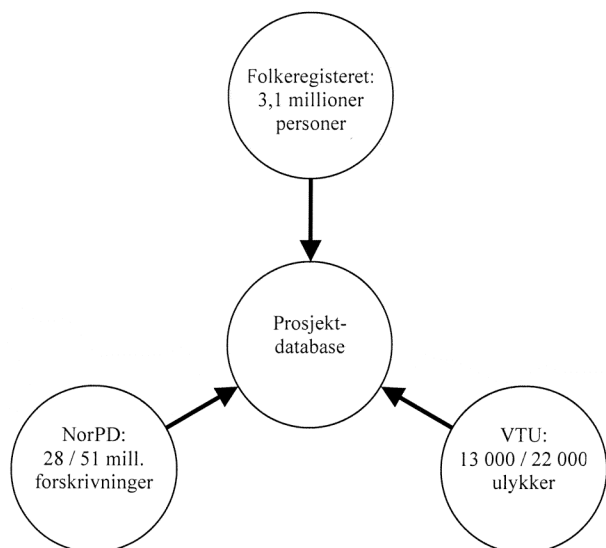 Folkeregisteret:
3,1 millioner
personer
Prosjekt-
database
NorPD:
28 / 51 mill.
forskrivninger
VTU:
13 000 / 22 000
ulykker